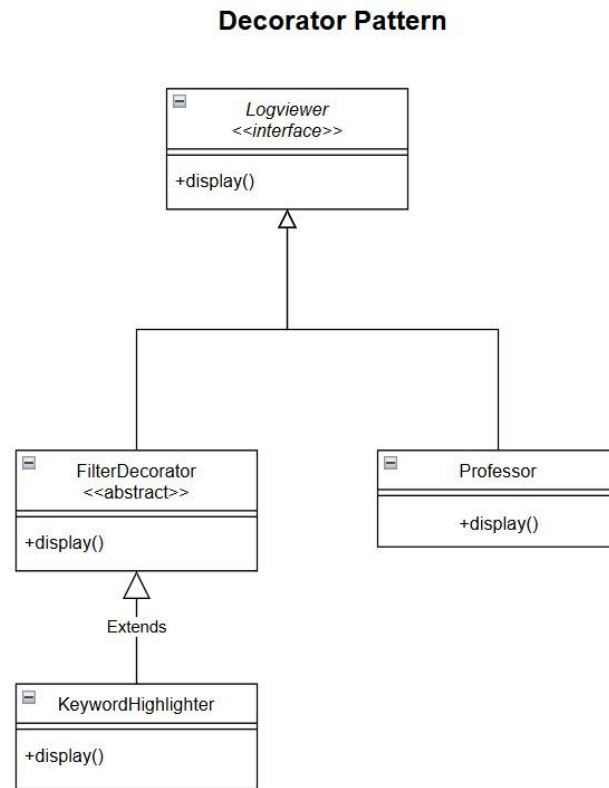 Decorator Pattern
Logviewer
<<interface>>
+display()
FilterDecorator
<<abstract>>
+display()
Professor
+display()
Extends
KeywordHighlighter
+display()